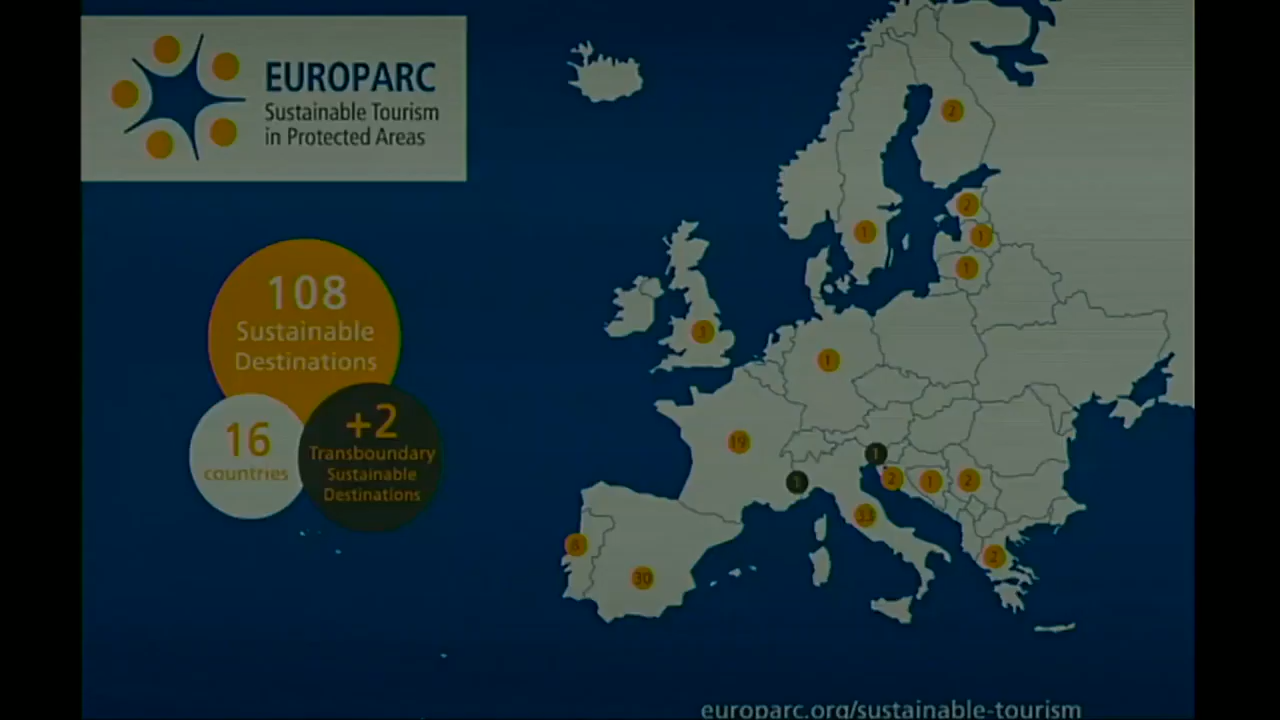 EUROPARC
Sustainable Tourism
in Protected Areas
108
Sustainable
Destinations
16
countries
+2
Transboundary
Sustainable
Destinations
2
2
1
1
1
1
19
1
1
2
1
2
33
2
30
europarc.org/sustainable-tourism